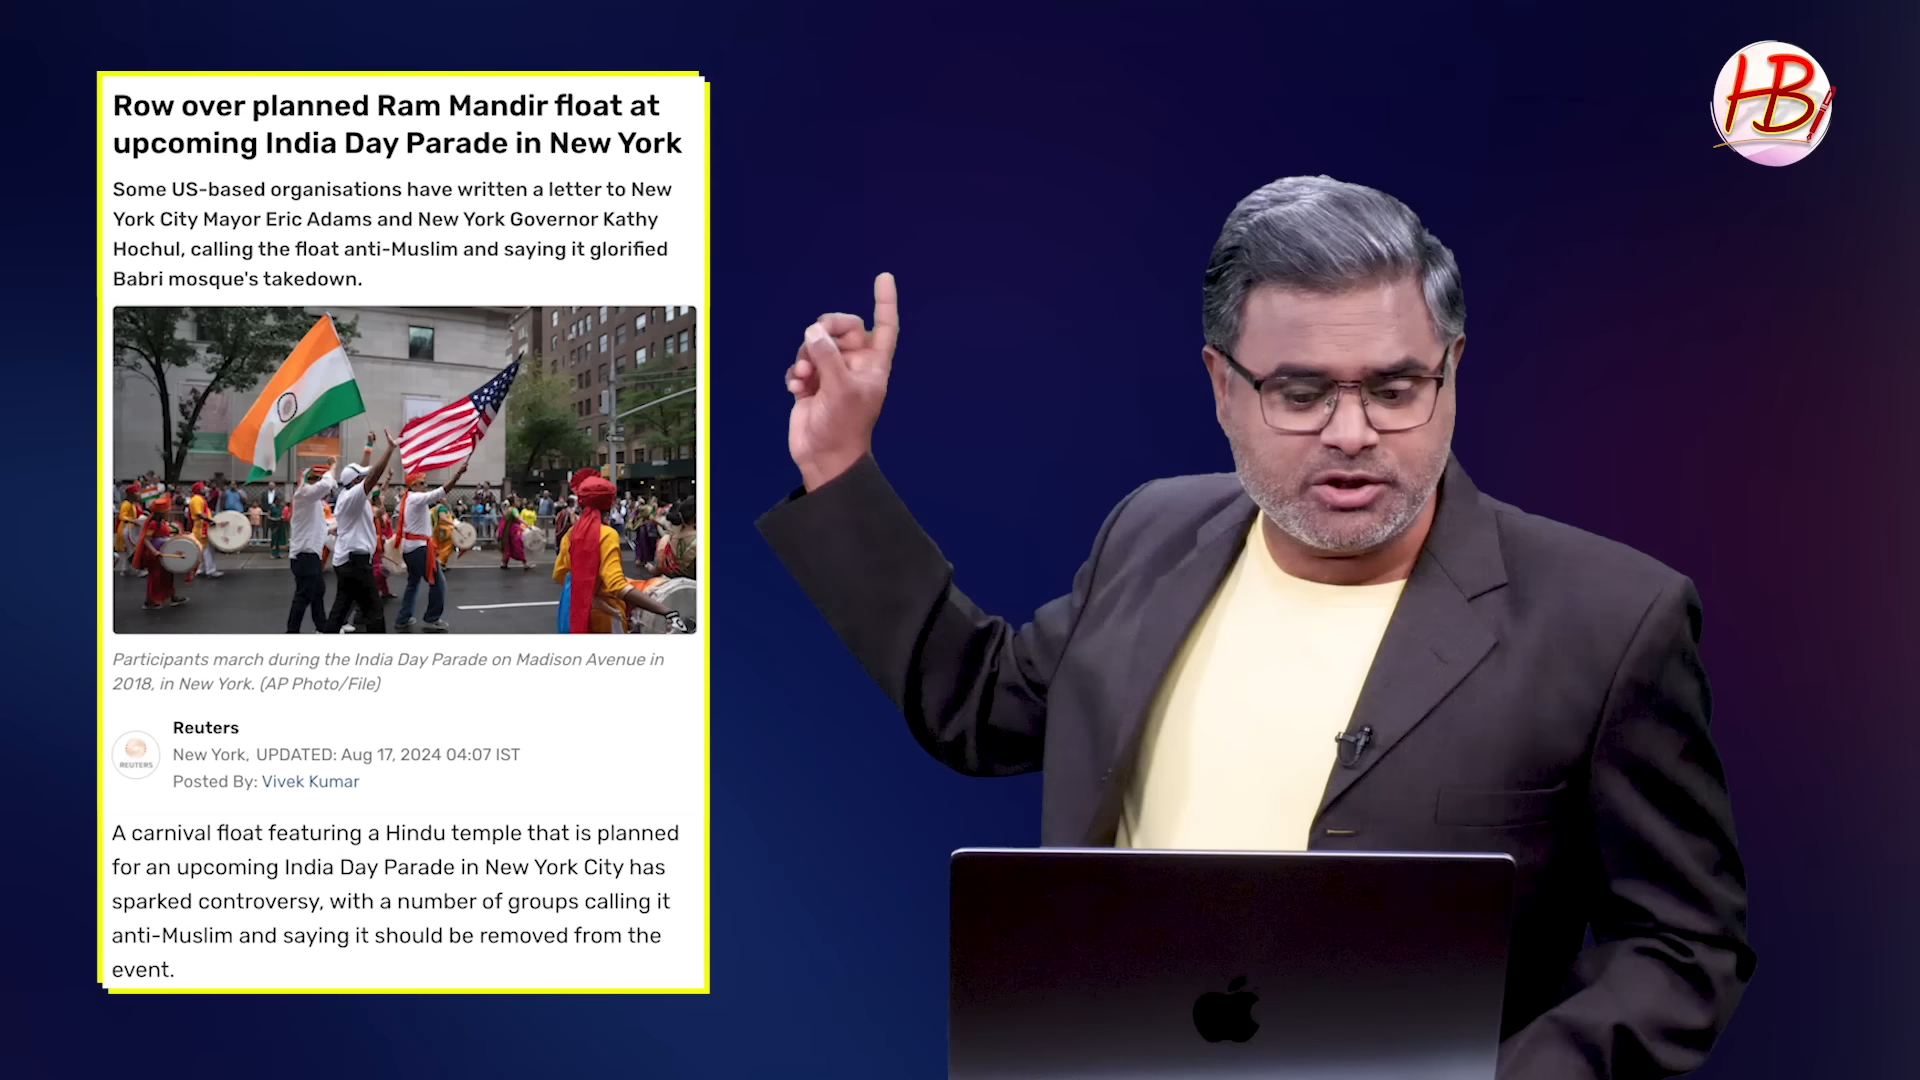 Row over planned Ram Mandir float at
upcoming India Day Parade in New York
Some US-based organisations have written a letter to New
York City Mayor Eric Adams and New York Governor Kathy
Hochul, calling the float anti-Muslim and saying it glorified
Babri mosque's takedown.
Participants march during the India Day Parade on Madison Avenue in
2018, in New York. (AP Photo/File)
REUTERS
Reuters
New York, UPDATED: Aug 17, 2024 04:07 IST
Posted By: Vivek Kumar
A carnival float featuring a Hindu temple that is planned
for an upcoming India Day Parade in New York City has
sparked controversy, with a number of groups calling it
anti-Muslim and saying it should be removed from the
event.
HB